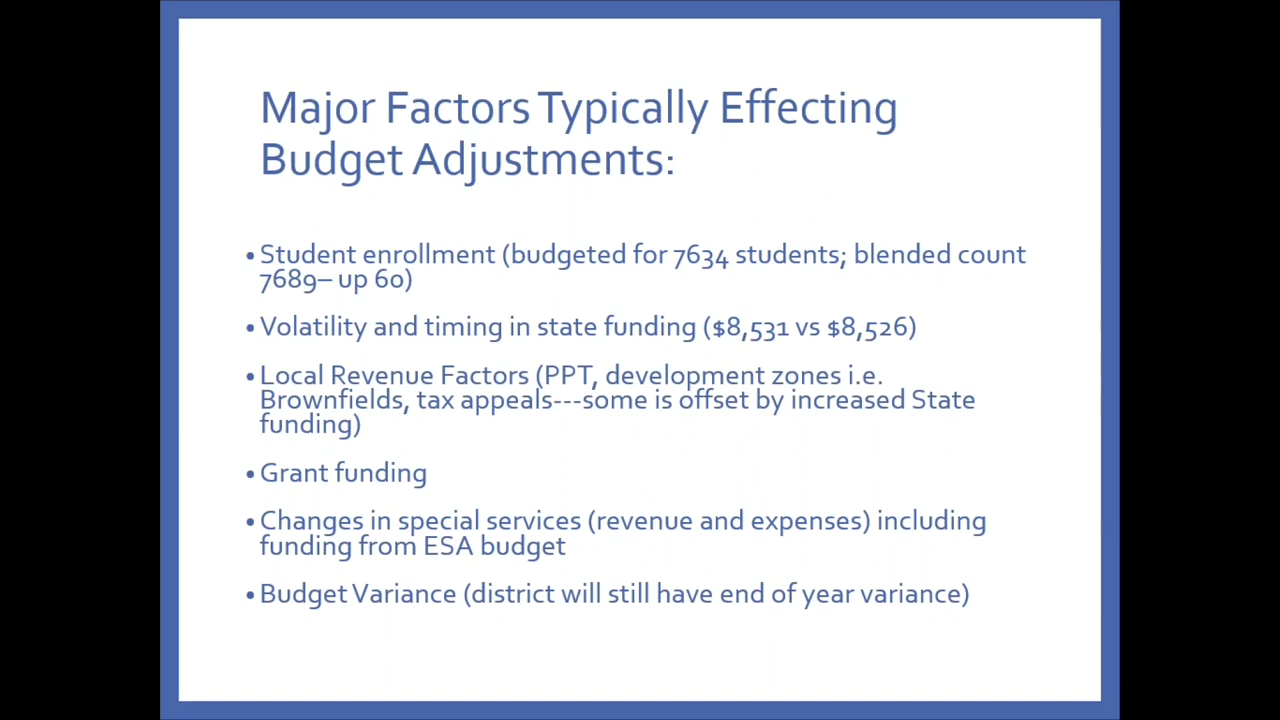 Major Factors Typically Effecting
Budget Adjustments:
• Student enrollment (budgeted for 7634 students; blended count
7689– up 60)
• Volatility and timing in state funding ($8,531 vs $8,526)
• Local Revenue Factors (PPT, development zones i.e.
Brownfields, tax appeals---some is offset by increased State
funding)
• Grant funding
• Changes in special services (revenue and expenses) including
funding from ESA budget
• Budget Variance (district will still have end of year variance)